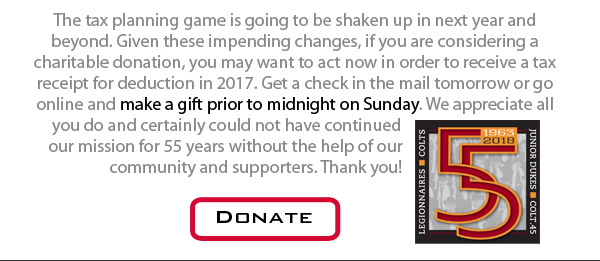 The tax planning game is going to be shaken up in next year and
beyond. Given these impending changes, if you are considering a
charitable donation, you may want to act now in order to receive a tax
receipt for deduction in 2017. Get a check in the mail tomorrow or go
online and make a gift prior to midnight on Sunday. We appreciate all
you do and certainly could not have continued
our mission for 55 years without the help of our
community and supporters. Thank you!
DONATE
LEGIONNAIRES ■ COLTS
55
1963
2018
JUNIOR DUKES ■ COLT .45